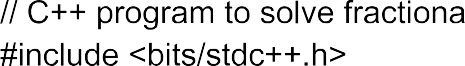 // C++ program to solve fractiona
#include <bits/stdc++.h>